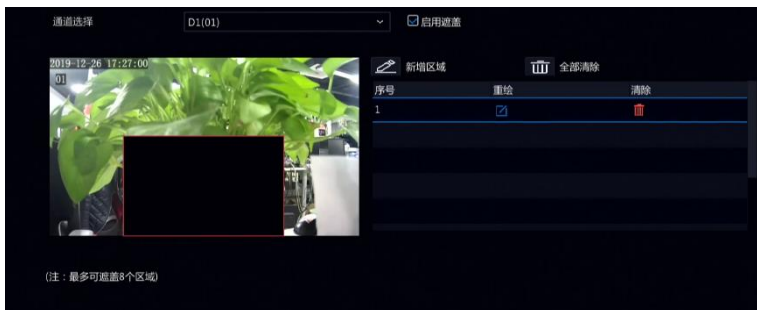 通道选择 D1(01) 启用遮盖
2019-12-26 17:27:00
01
新增区域 全部清除
序号 重绘 清除
1
(注：最多可遮盖8个区域)